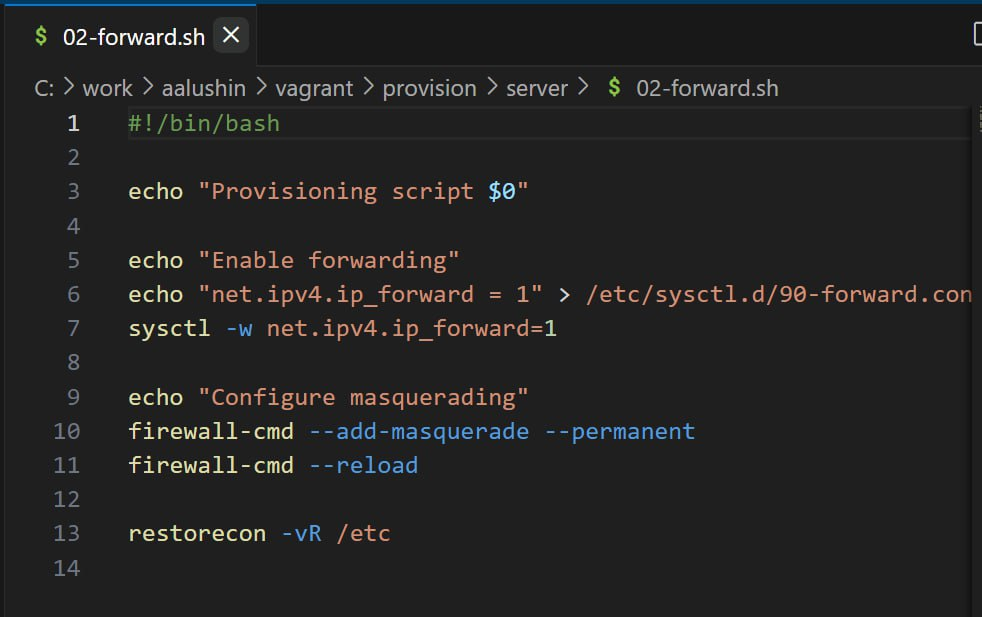 $ 02-forward.sh
C: > work > aalushin > vagrant > provision > server > $ 02-forward.sh
1 #!/bin/bash
2
3 echo "Provisioning script $0"
4
5 echo "Enable forwarding"
6 echo "net.ipv4.ip_forward = 1" > /etc/sysctl.d/90-forward.con
7 sysctl -w net.ipv4.ip_forward=1
8
9 echo "Configure masquerading"
10 firewall-cmd --add-masquerade --permanent
11 firewall-cmd --reload
12
13 restorecon -vR /etc
14